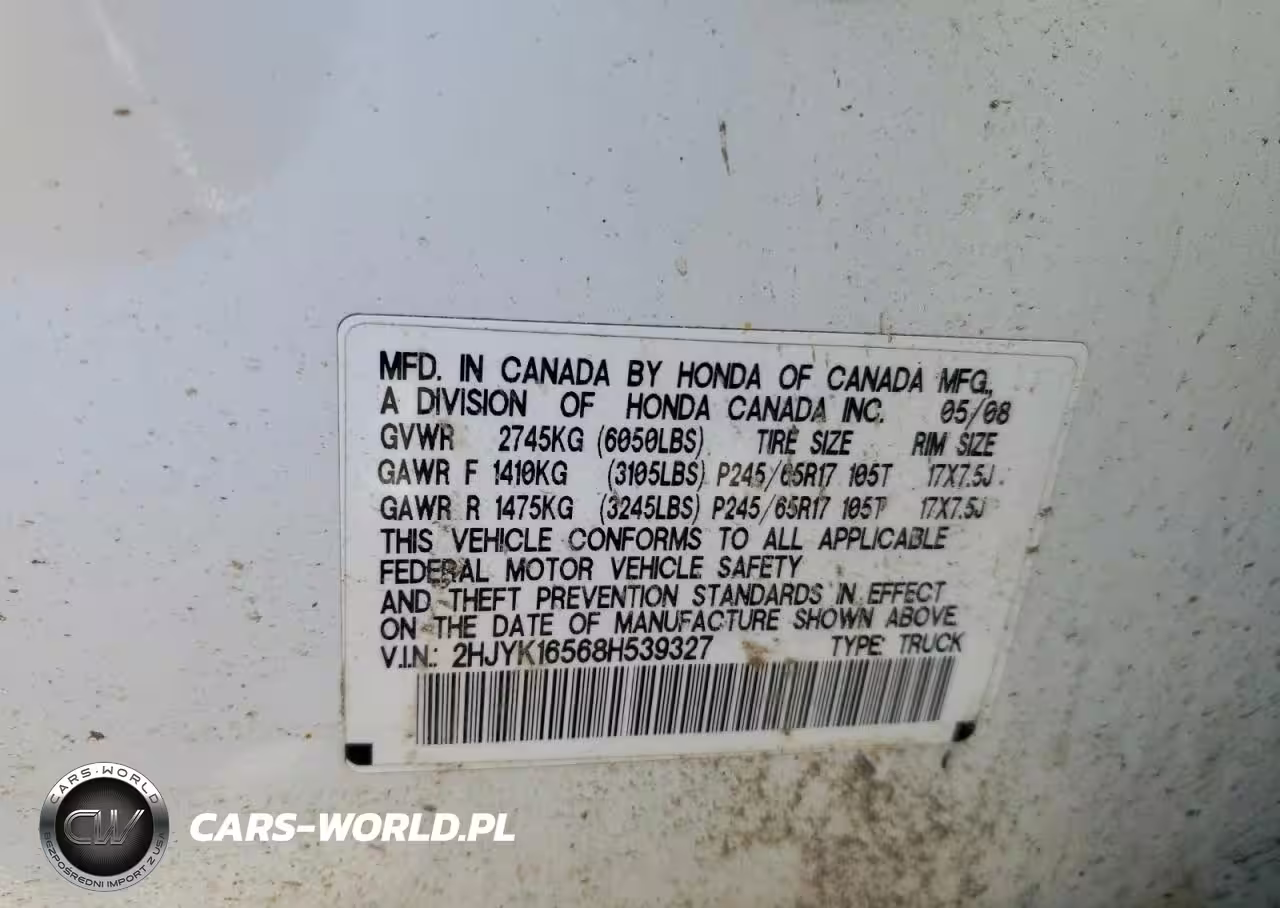 MFD. IN CANADA BY HONDA OF CANADA MFG.,
A DIVISION OF HONDA CANADA INC. 05/08
GVWR 2745KG (6050LBS) TIRE SIZE RIM SIZE
GAWR F 1410KG (3105LBS) P245/65R17 105T 17X7.5J
GAWR R 1475KG (3245LBS) P245/65R17 105T 17X7.5J
THIS VEHICLE CONFORMS TO ALL APPLICABLE
FEDERAL MOTOR VEHICLE SAFETY
AND THEFT PREVENTION STANDARDS IN EFFECT
ON THE DATE OF MANUFACTURE SHOWN ABOVE
V.I.N.: 2HJYK16568H539327 TYPE: TRUCK
CARS-WORLD
CW
BEZPOŚREDNI IMPORT Z USA
CARS-WORLD.PL